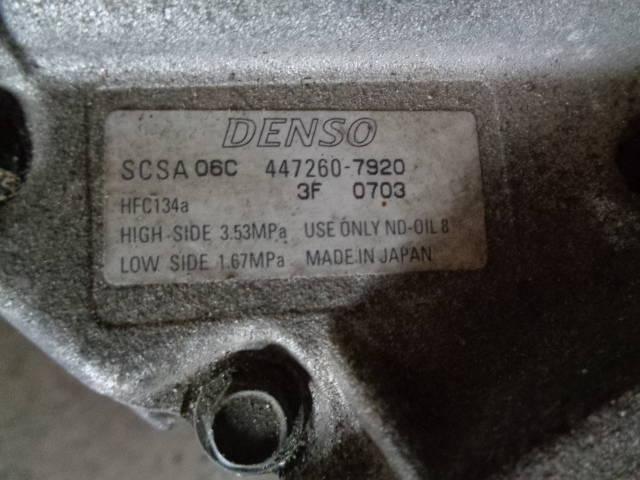 DENSO
SCSA 06C 447260-7920
3F 0703
HFC134a
HIGH-SIDE 3.53MPa USE ONLY ND-OIL 8
LOW SIDE 1.67MPa MADE IN JAPAN